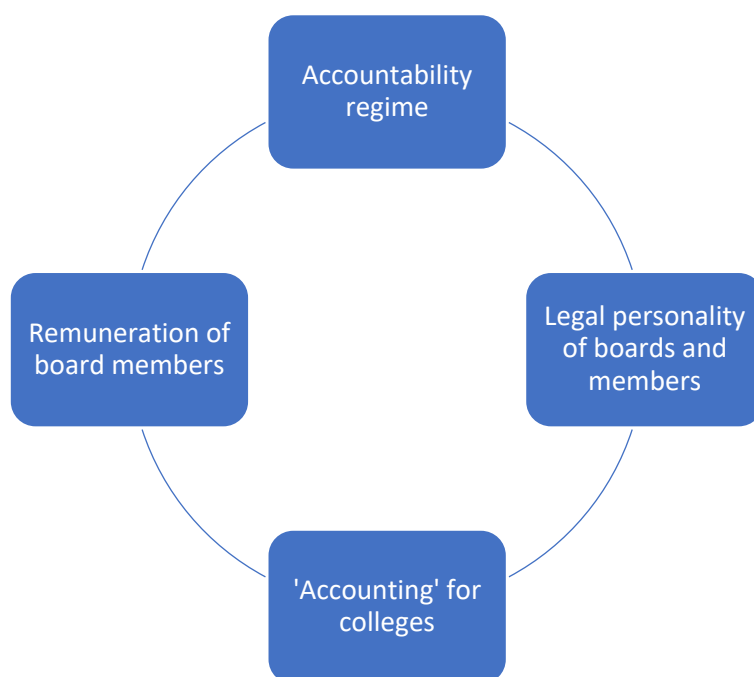 Accountability
regime
Remuneration of
board members
Legal personality
of boards and
members
'Accounting' for
colleges